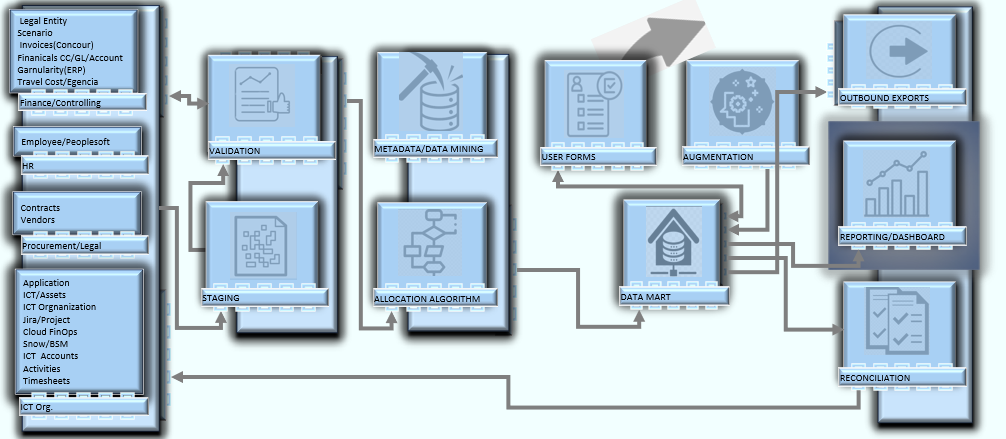 Legal Entity
Scenario
Invoices(Concour)
Finanicals CC/GL/Account
Garnularity(ERP)
Travel Cost/Egencia
Finance/Controlling
Employee/Peoplesoft
HR
Contracts
Vendors
Procurement/Legal
Application
ICT/Assets
ICT Orgnanization
Jira/Project
Cloud FinOps
Snow/BSM
ICT Accounts
Activities
Timesheets
ICT Org.
VALIDATION
STAGING
METADATA/DATA MINING
ALLOCATION ALGORITHM
USER FORMS
AUGMENTATION
DATA MART
OUTBOUND EXPORTS
REPORTING/DASHBOARD
RECONCILIATION